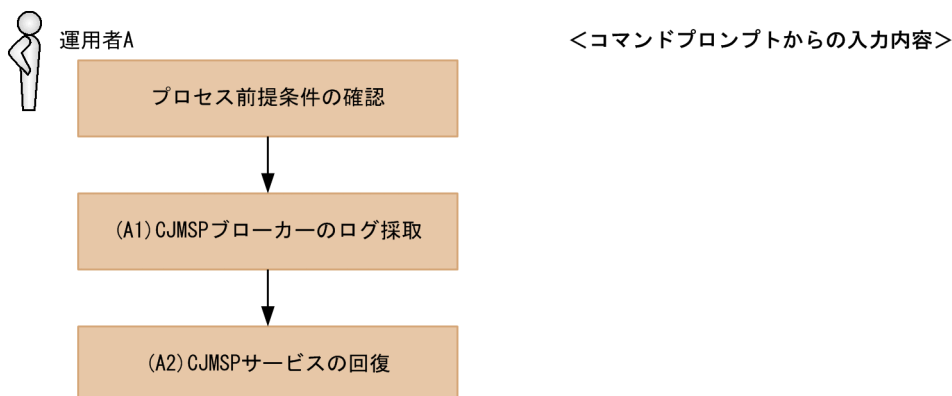 運用者A
<コマンドプロンプトからの入力内容>
プロセス前提条件の確認
(A1)CJMSPブローカーのログ採取
(A2)CJMSPサービスの回復